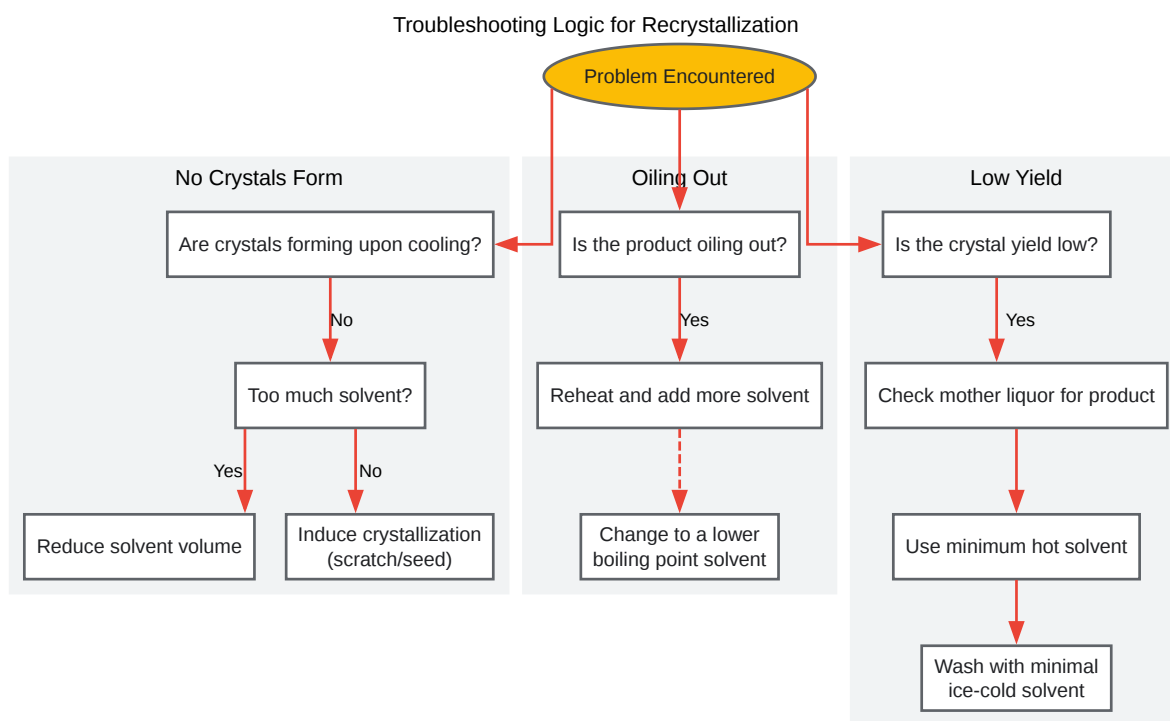 Troubleshooting Logic for Recrystallization
Problem Encountered
No Crystals Form
Oiling Out
Low Yield
Are crystals forming upon cooling?
Is the product oiling out?
Is the crystal yield low?
No
Yes
Yes
Too much solvent?
Reheat and add more solvent
Check mother liquor for product
Yes
No
Reduce solvent volume
Induce crystallization
(scratch/seed)
Change to a lower
boiling point solvent
Use minimum hot solvent
Wash with minimal
ice-cold solvent